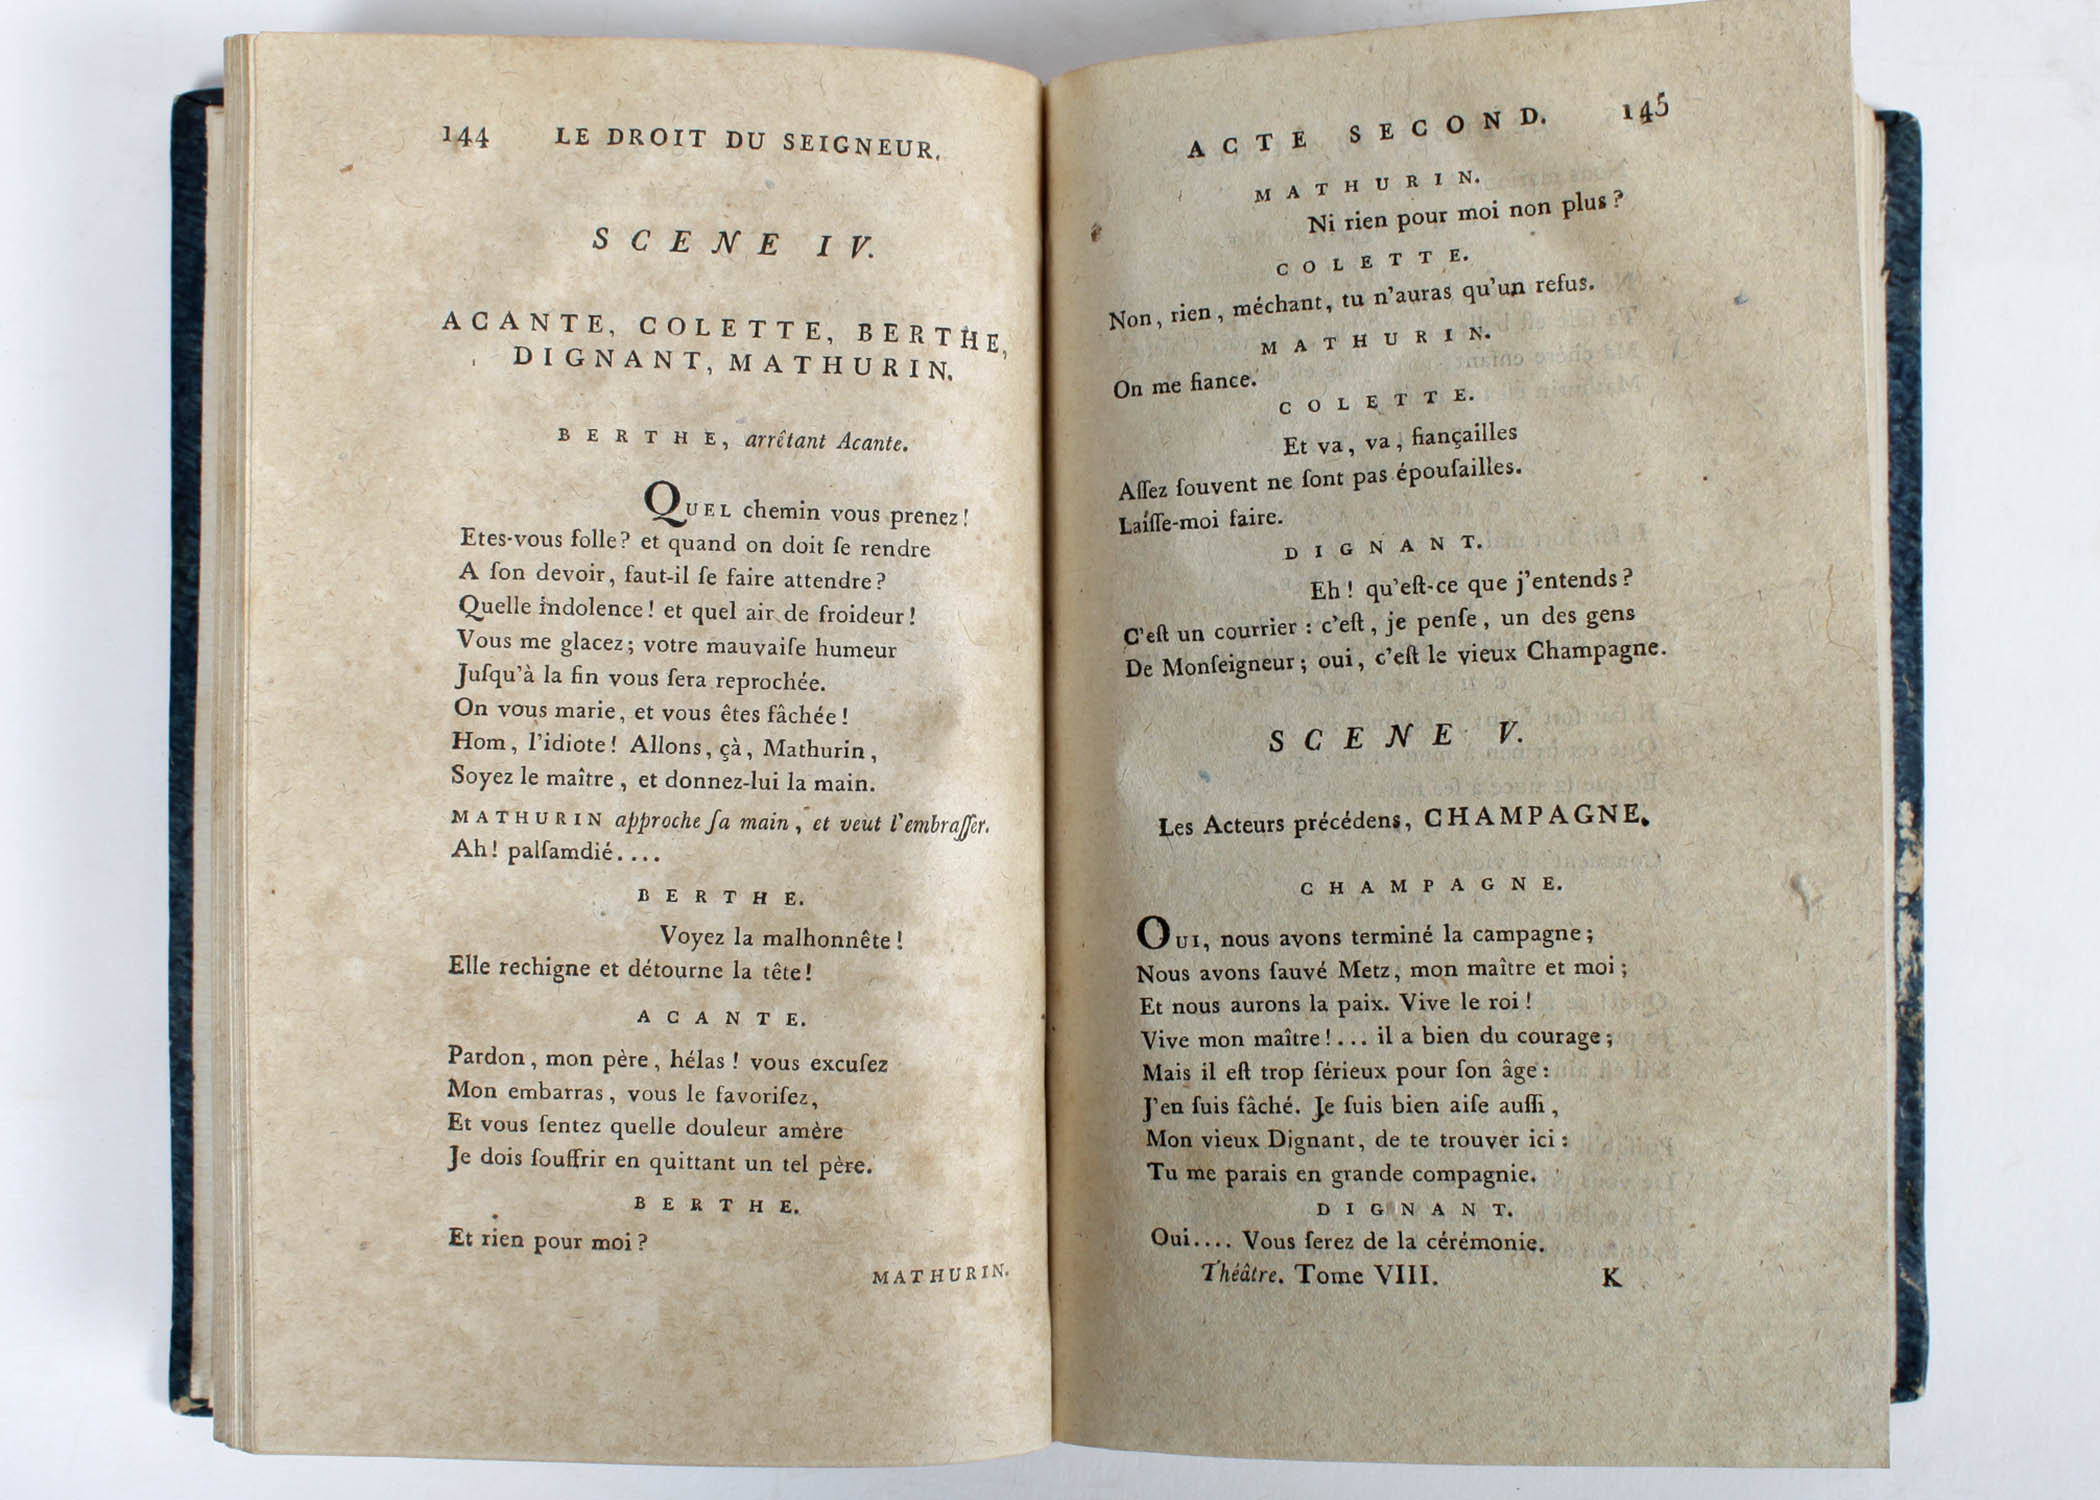 144 LE DROIT DU SEIGNEUR.
SCENE IV.
ACANTE, COLETTE, BERTHE,
DIGNANT, MATHURIN.
BERTHE, arrêtant Acante.
QUEL chemin vous prenez!
Etes-vous folle? et quand on doit ſe rendre
A ſon devoir, faut-il ſe faire attendre?
Quelle indolence! et quel air de froideur!
Vous me glacez; votre mauvaiſe humeur
Juſqu'à la fin vous ſera reprochée.
On vous marie, et vous êtes fâchée!
Hom, l'idiote! Allons, çà, Mathurin,
Soyez le maître, et donnez-lui la main.
MATHURIN approche ſa main, et veut l'embraſſer.
Ah! palſamdié....
BERTHE.
Voyez la malhonnête!
Elle rechigne et détourne la tête!
ACANTE.
Pardon, mon père, hélas! vous excuſez
Mon embarras, vous le favoriſez,
Et vous ſentez quelle douleur amère
Je dois ſouffrir en quittant un tel père.
BERTHE.
Et rien pour moi?
MATHURIN.
ACTE SECOND. 145
MATHURIN.
Ni rien pour moi non plus?
COLETTE.
Non, rien, méchant, tu n'auras qu'un refus.
MATHURIN.
On me fiance.
COLETTE.
Et va, va, fiançailles
Aſſez ſouvent ne ſont pas épouſailles.
Laiſſe-moi faire.
DIGNANT.
Eh! qu'eſt-ce que j'entends?
C'eſt un courrier: c'eſt, je penſe, un des gens
De Monſeigneur; oui, c'eſt le vieux Champagne.
SCENE V.
Les Acteurs précédens, CHAMPAGNE.
CHAMPAGNE.
OUI, nous avons terminé la campagne;
Nous avons ſauvé Metz, mon maître et moi;
Et nous aurons la paix. Vive le roi!
Vive mon maître!... il a bien du courage;
Mais il eſt trop ſérieux pour ſon âge:
J'en ſuis fâché. Je ſuis bien aiſe auſſi,
Mon vieux Dignant, de te trouver ici:
Tu me parais en grande compagnie.
DIGNANT.
Oui.... Vous ſerez de la cérémonie.
Théâtre. Tome VIII. K